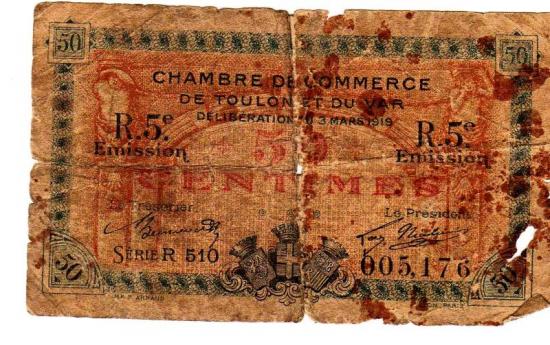 50 50
CHAMBRE DE COMMERCE
DE TOULON ET DU VAR
DÉLIBÉRATION DU 3 MARS 1919
R.5e R.5e
Emission Emission
50
CENTIMES
Le Trésorier Le Président
SÉRIE R 510 005,176
50 50